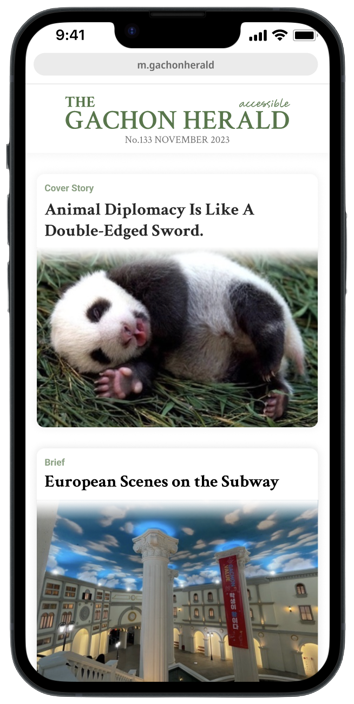 9:41
m.gachonherald
THE
accessible
GACHON HERALD
No.133 NOVEMBER 2023
Cover Story
Animal Diplomacy Is Like A
Double-Edged Sword.
Brief
European Scenes on the Subway